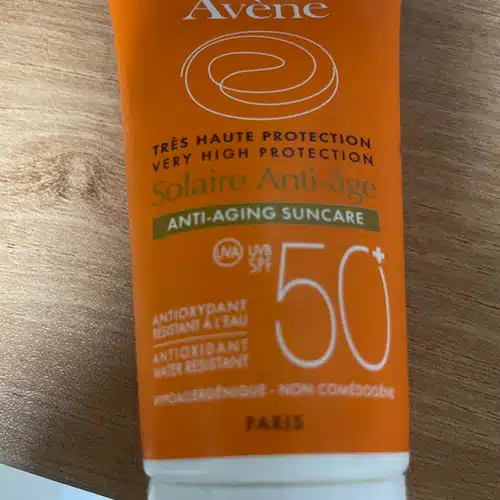 Avène
TRÈS HAUTE PROTECTION
VERY HIGH PROTECTION
Solaire Anti-âge
ANTI-AGING SUNCARE
UVA UVB SPF 50+
ANTIOXYDANT
RÉSISTANT À L'EAU
ANTIOXIDANT
WATER RESISTANT
HYPOALLERGÉNIQUE - NON COMÉDOGÈNE
PARIS